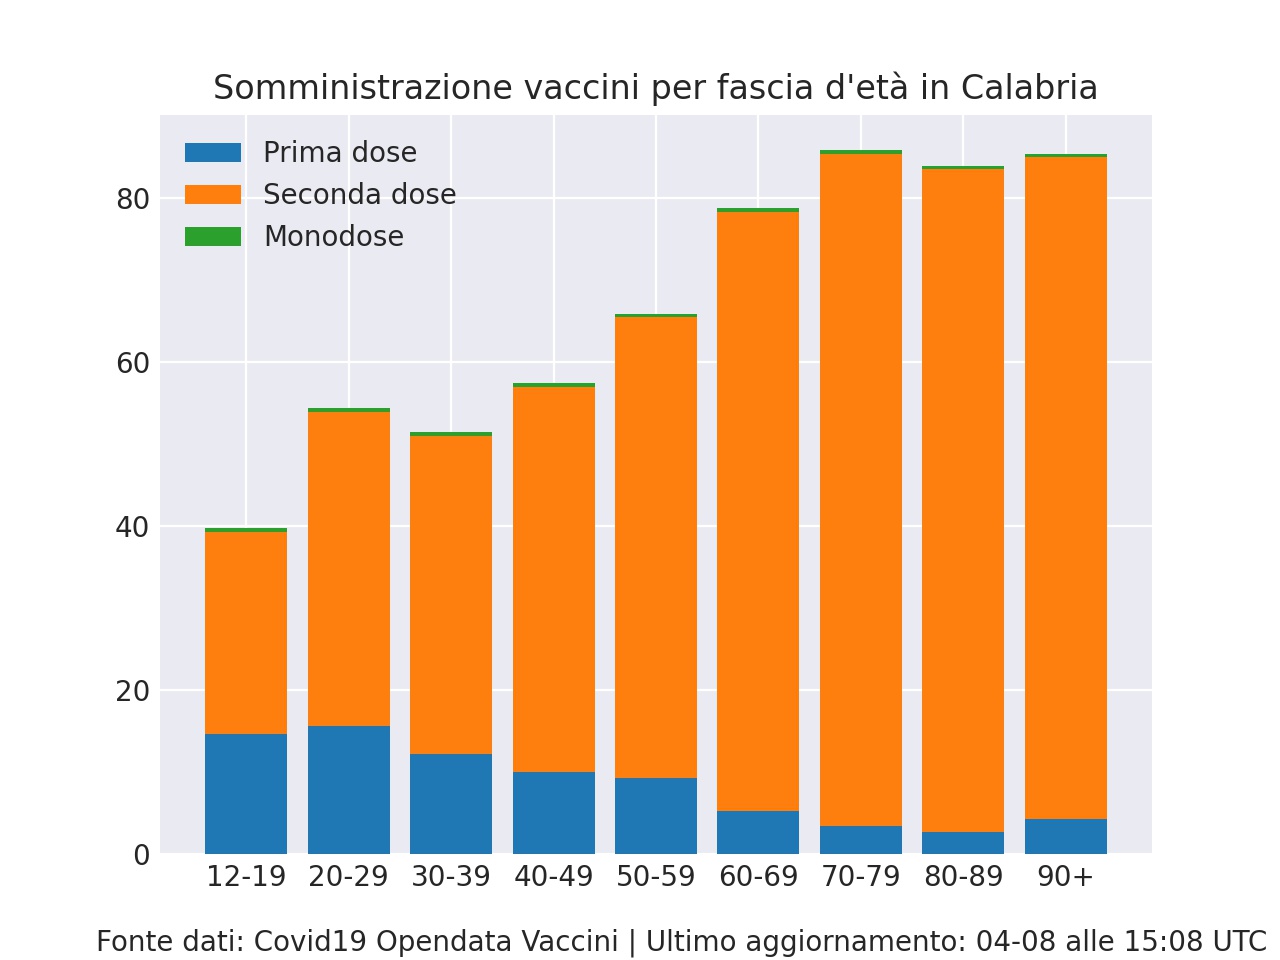 Somministrazione vaccini per fascia d'età in Calabria
Prima dose
Seconda dose
Monodose
80
60
40
20
0
12-19 20-29 30-39 40-49 50-59 60-69 70-79 80-89 90+
Fonte dati: Covid19 Opendata Vaccini | Ultimo aggiornamento: 04-08 alle 15:08 UTC